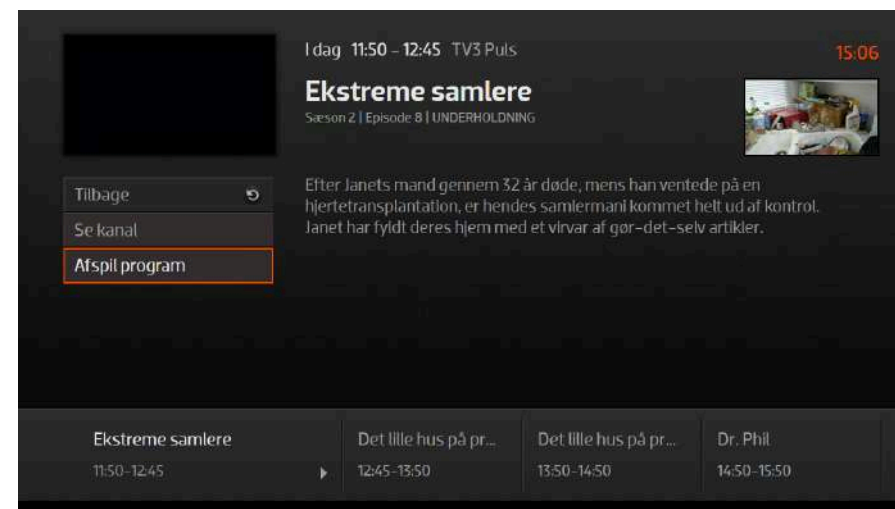 I dag 11:50 – 12:45 TV3 Puls
15:06
Ekstreme samlere
Sæson 2 | Episode 8 | UNDERHOLDNING
Efter Janets mand gennem 32 år døde, mens han ventede på en
hjertetransplantation, er hendes samlermani kommet helt ud af kontrol.
Janet har fyldt deres hjem med et virvar af gør-det-selv artikler.
Tilbage
Se kanal
Afspil program
Ekstreme samlere
11:50-12:45
Det lille hus på pr...
12:45-13:50
Det lille hus på pr...
13:50-14:50
Dr. Phil
14:50-15:50